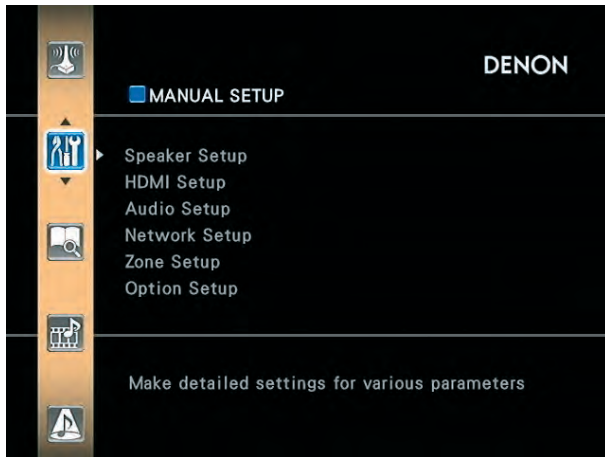 DENON
MANUAL SETUP
Speaker Setup
HDMI Setup
Audio Setup
Network Setup
Zone Setup
Option Setup
Make detailed settings for various parameters